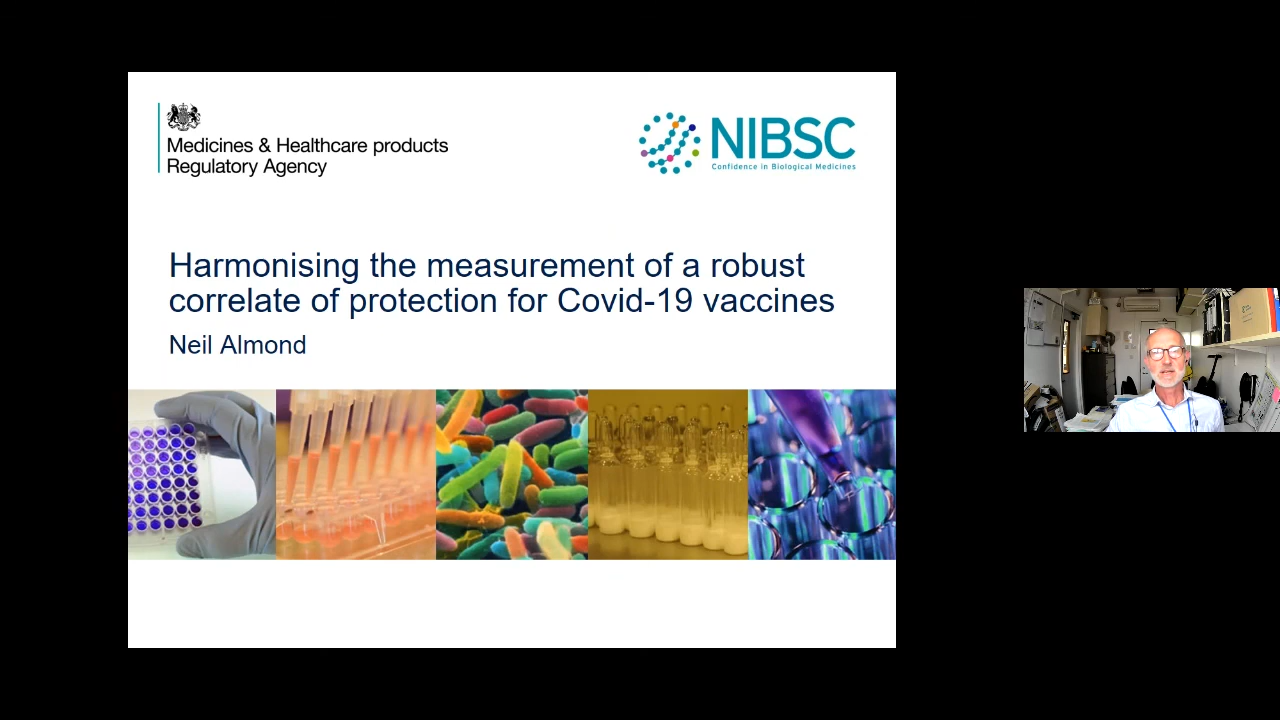 Medicines & Healthcare products
Regulatory Agency
NIBSC
Confidence in Biological Medicines
Harmonising the measurement of a robust
correlate of protection for Covid-19 vaccines
Neil Almond